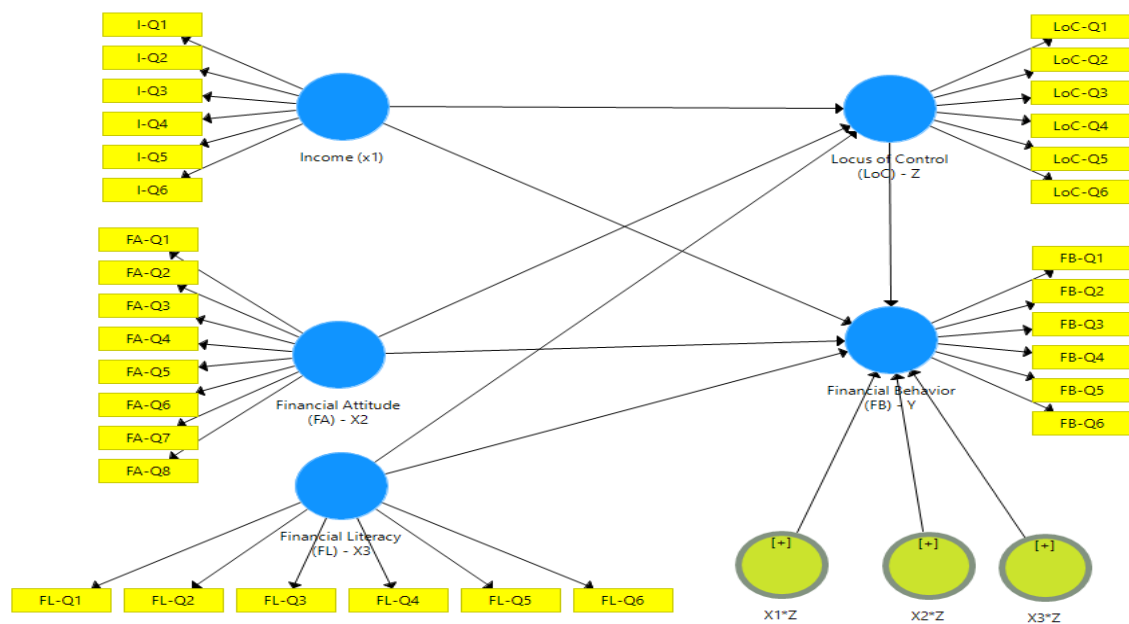 I-Q1
I-Q2
I-Q3
I-Q4
I-Q5
I-Q6
Income (x1)
LoC-Q1
LoC-Q2
LoC-Q3
LoC-Q4
LoC-Q5
LoC-Q6
Locus of Control
(LoC) - Z
FA-Q1
FA-Q2
FA-Q3
FA-Q4
FA-Q5
FA-Q6
FA-Q7
FA-Q8
Financial Attitude
(FA) - X2
FB-Q1
FB-Q2
FB-Q3
FB-Q4
FB-Q5
FB-Q6
Financial Behavior
(FB) - Y
Financial Literacy
(FL) - X3
FL-Q1
FL-Q2
FL-Q3
FL-Q4
FL-Q5
FL-Q6
[+]
X1*Z
[+]
X2*Z
[+]
X3*Z